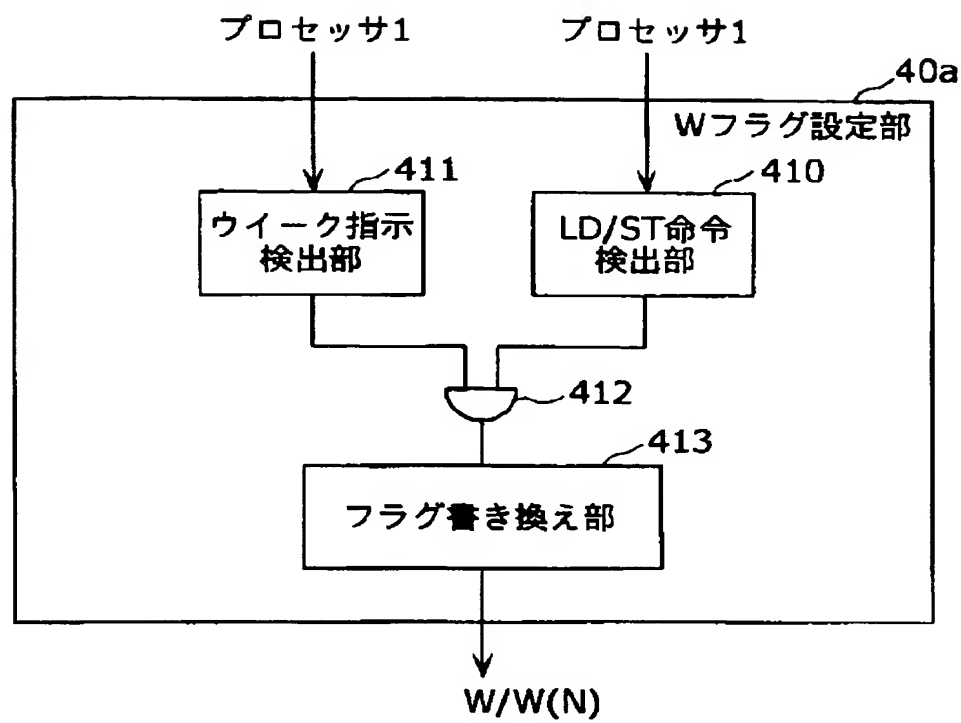 プロセッサ1
プロセッサ1
40a
Wフラグ設定部
411
410
ウイーク指示
検出部
LD/ST命令
検出部
412
413
フラグ書き換え部
W/W(N)